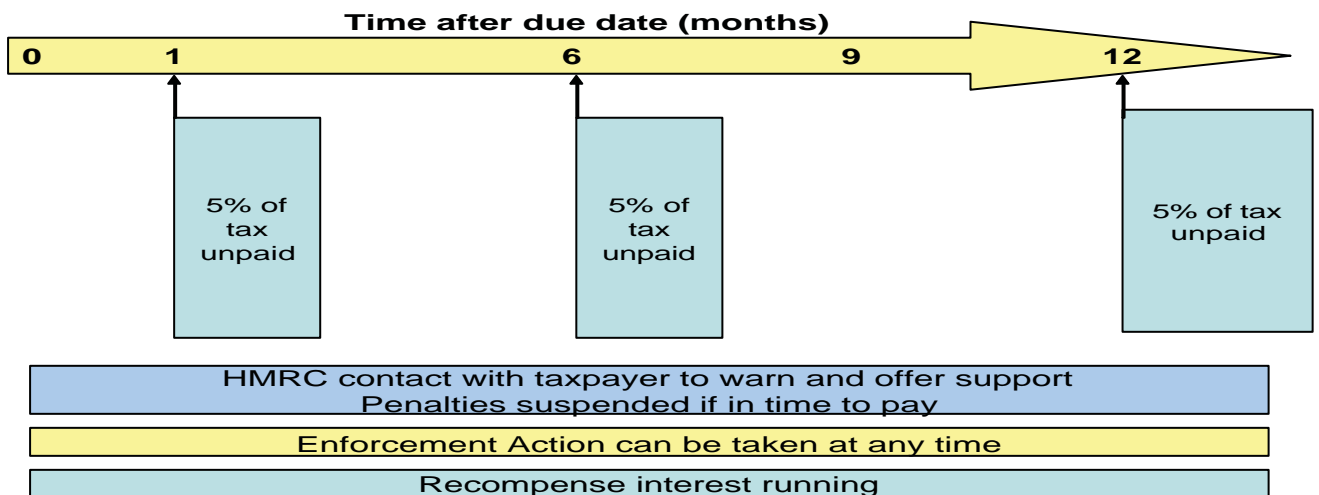 Time after due date (months)
0 1 6 9 12
5% of
tax
unpaid
5% of
tax
unpaid
5% of tax
unpaid
HMRC contact with taxpayer to warn and offer support
Penalties suspended if in time to pay
Enforcement Action can be taken at any time
Recompense interest running